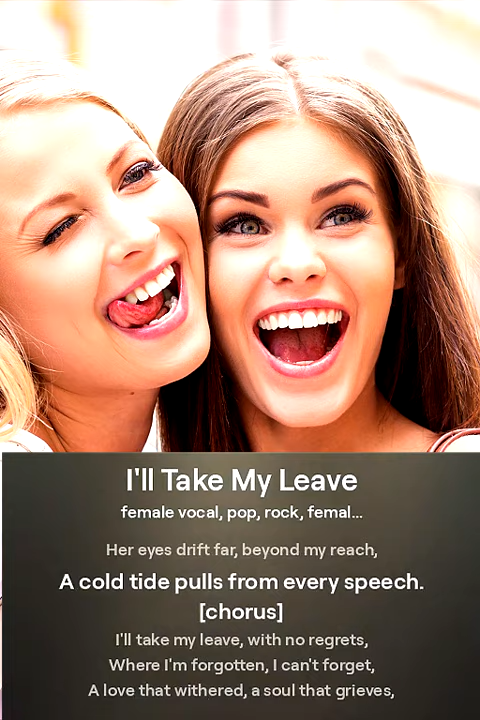 I'll Take My Leave
female vocal, pop, rock, femal...
Her eyes drift far, beyond my reach,
A cold tide pulls from every speech.
[chorus]
I'll take my leave, with no regrets,
Where I'm forgotten, I can't forget,
A love that withered, a soul that grieves,